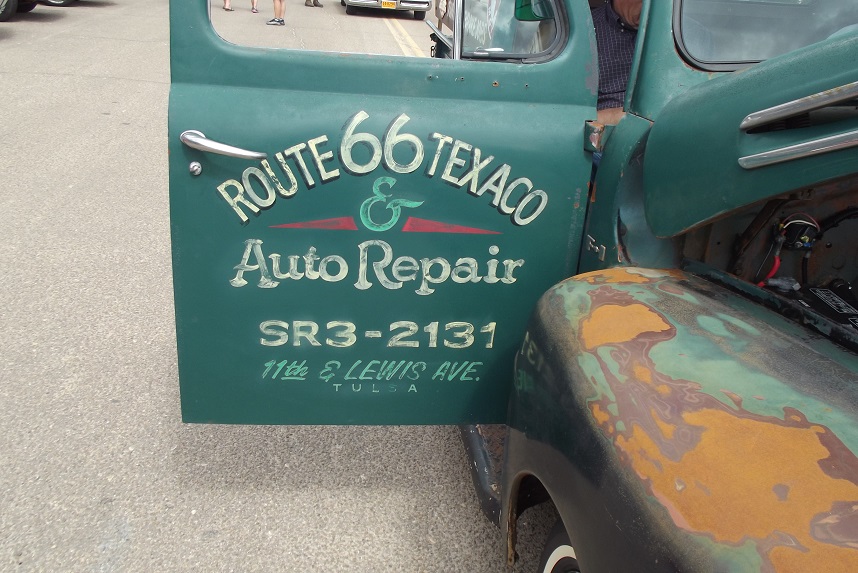 ROUTE 66 TEXACO
&
Auto Repair
SR3-2131
11th & LEWIS AVE.
TULSA